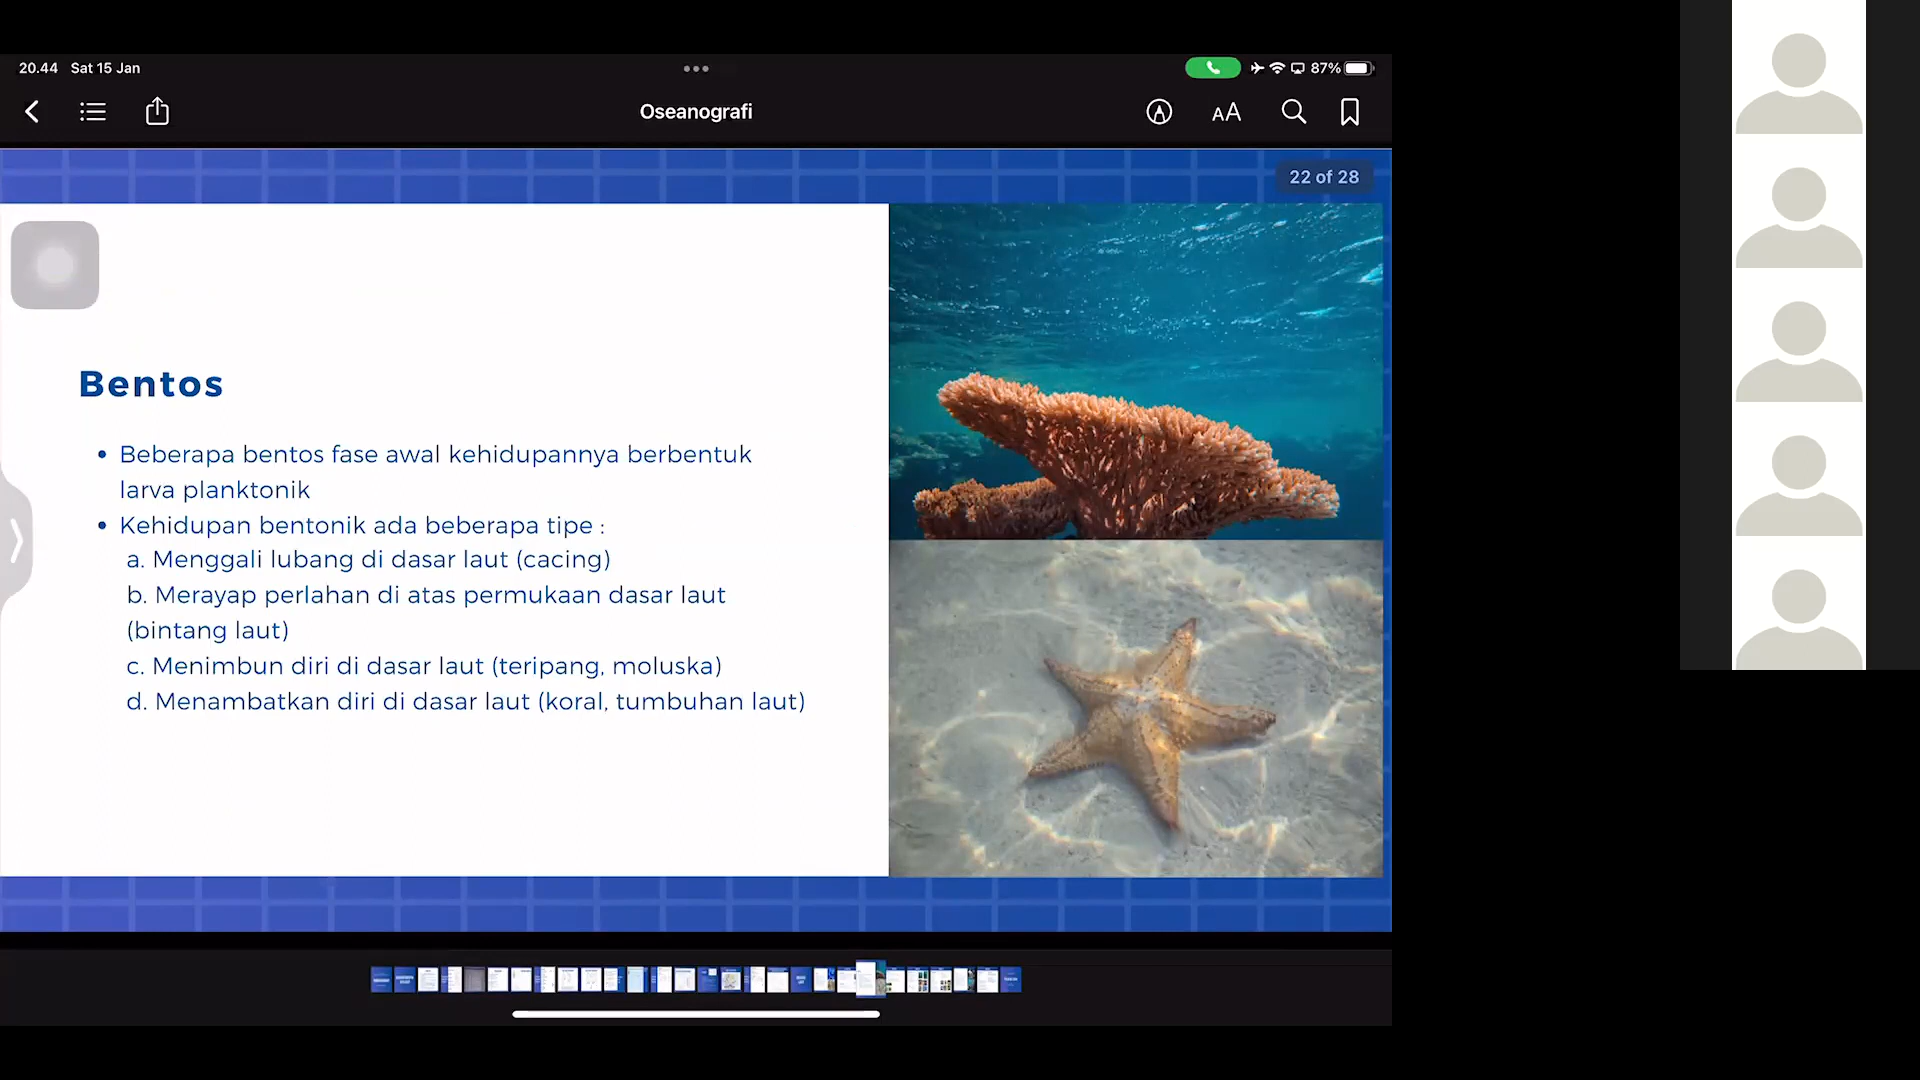 20.44 Sat 15 Jan
87%
Oseanografi
AA
22 of 28
Bentos
• Beberapa bentos fase awal kehidupannya berbentuk
larva planktonik
• Kehidupan bentonik ada beberapa tipe :
a. Menggali lubang di dasar laut (cacing)
b. Merayap perlahan di atas permukaan dasar laut
(bintang laut)
c. Menimbun diri di dasar laut (teripang, moluska)
d. Menambatkan diri di dasar laut (koral, tumbuhan laut)